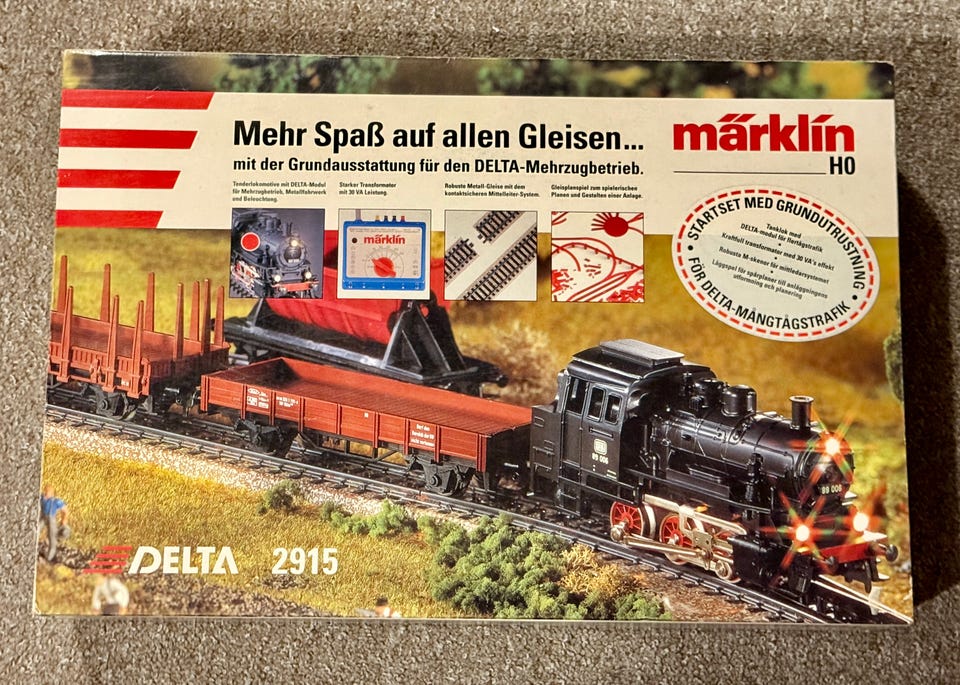 Mehr Spaß auf allen Gleisen...
mit der Grundausstattung für den DELTA-Mehrzugbetrieb.
märklin
H0
Tenderlokomotive mit DELTA-Modul
für Mehrzugbetrieb, Metallfahrwerk
und Beleuchtung.
Starker Transformator
mit 30 VA Leistung.
Robuste Metall-Gleise mit dem
kontaktsicheren Mittelleiter-System.
Gleisplanspiel zum spielerischen
Planen und Gestalten einer Anlage.
märklin
STARTSET MED GRUNDUTRUSTNING
Tanklok med
DELTA-modul för flertågstrafik
Kraftfull transformator med 30 VA's effekt
Robusta M-skenor för mittledarsystemet
Läggspel för spårplaner till anläggningens
utformning och planering
FÖR DELTA-MÅNGTÅGSTRAFIK
89 006
89 006
DELTA
2915